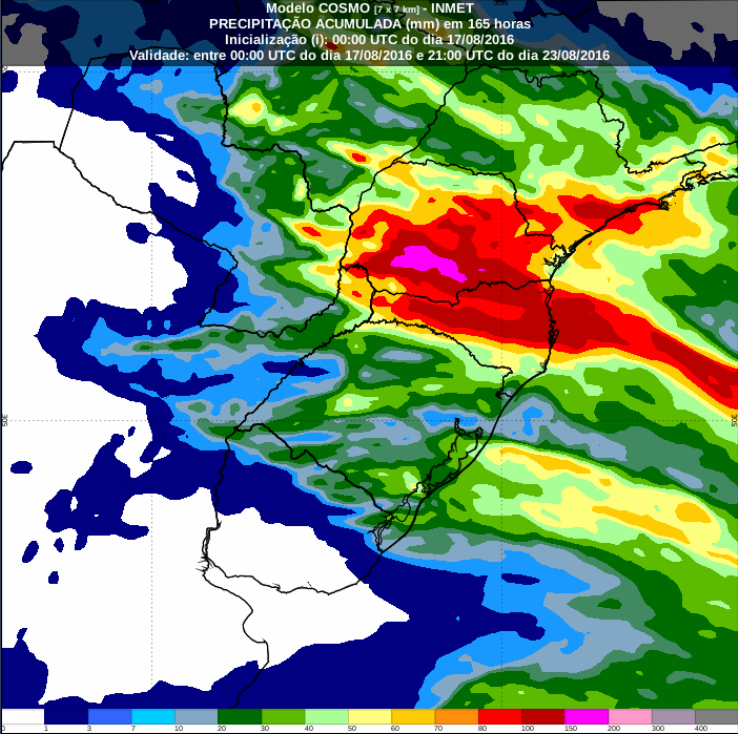 Modelo COSMO [7 x 7 km] - INMET
PRECIPITAÇÃO ACUMULADA (mm) em 165 horas
Inicialização (i): 00:00 UTC do dia 17/08/2016
Validade: entre 00:00 UTC do dia 17/08/2016 e 21:00 UTC do dia 23/08/2016
30S 30S
0 1 3 7 10 20 30 40 50 60 70 80 100 150 200 300 400